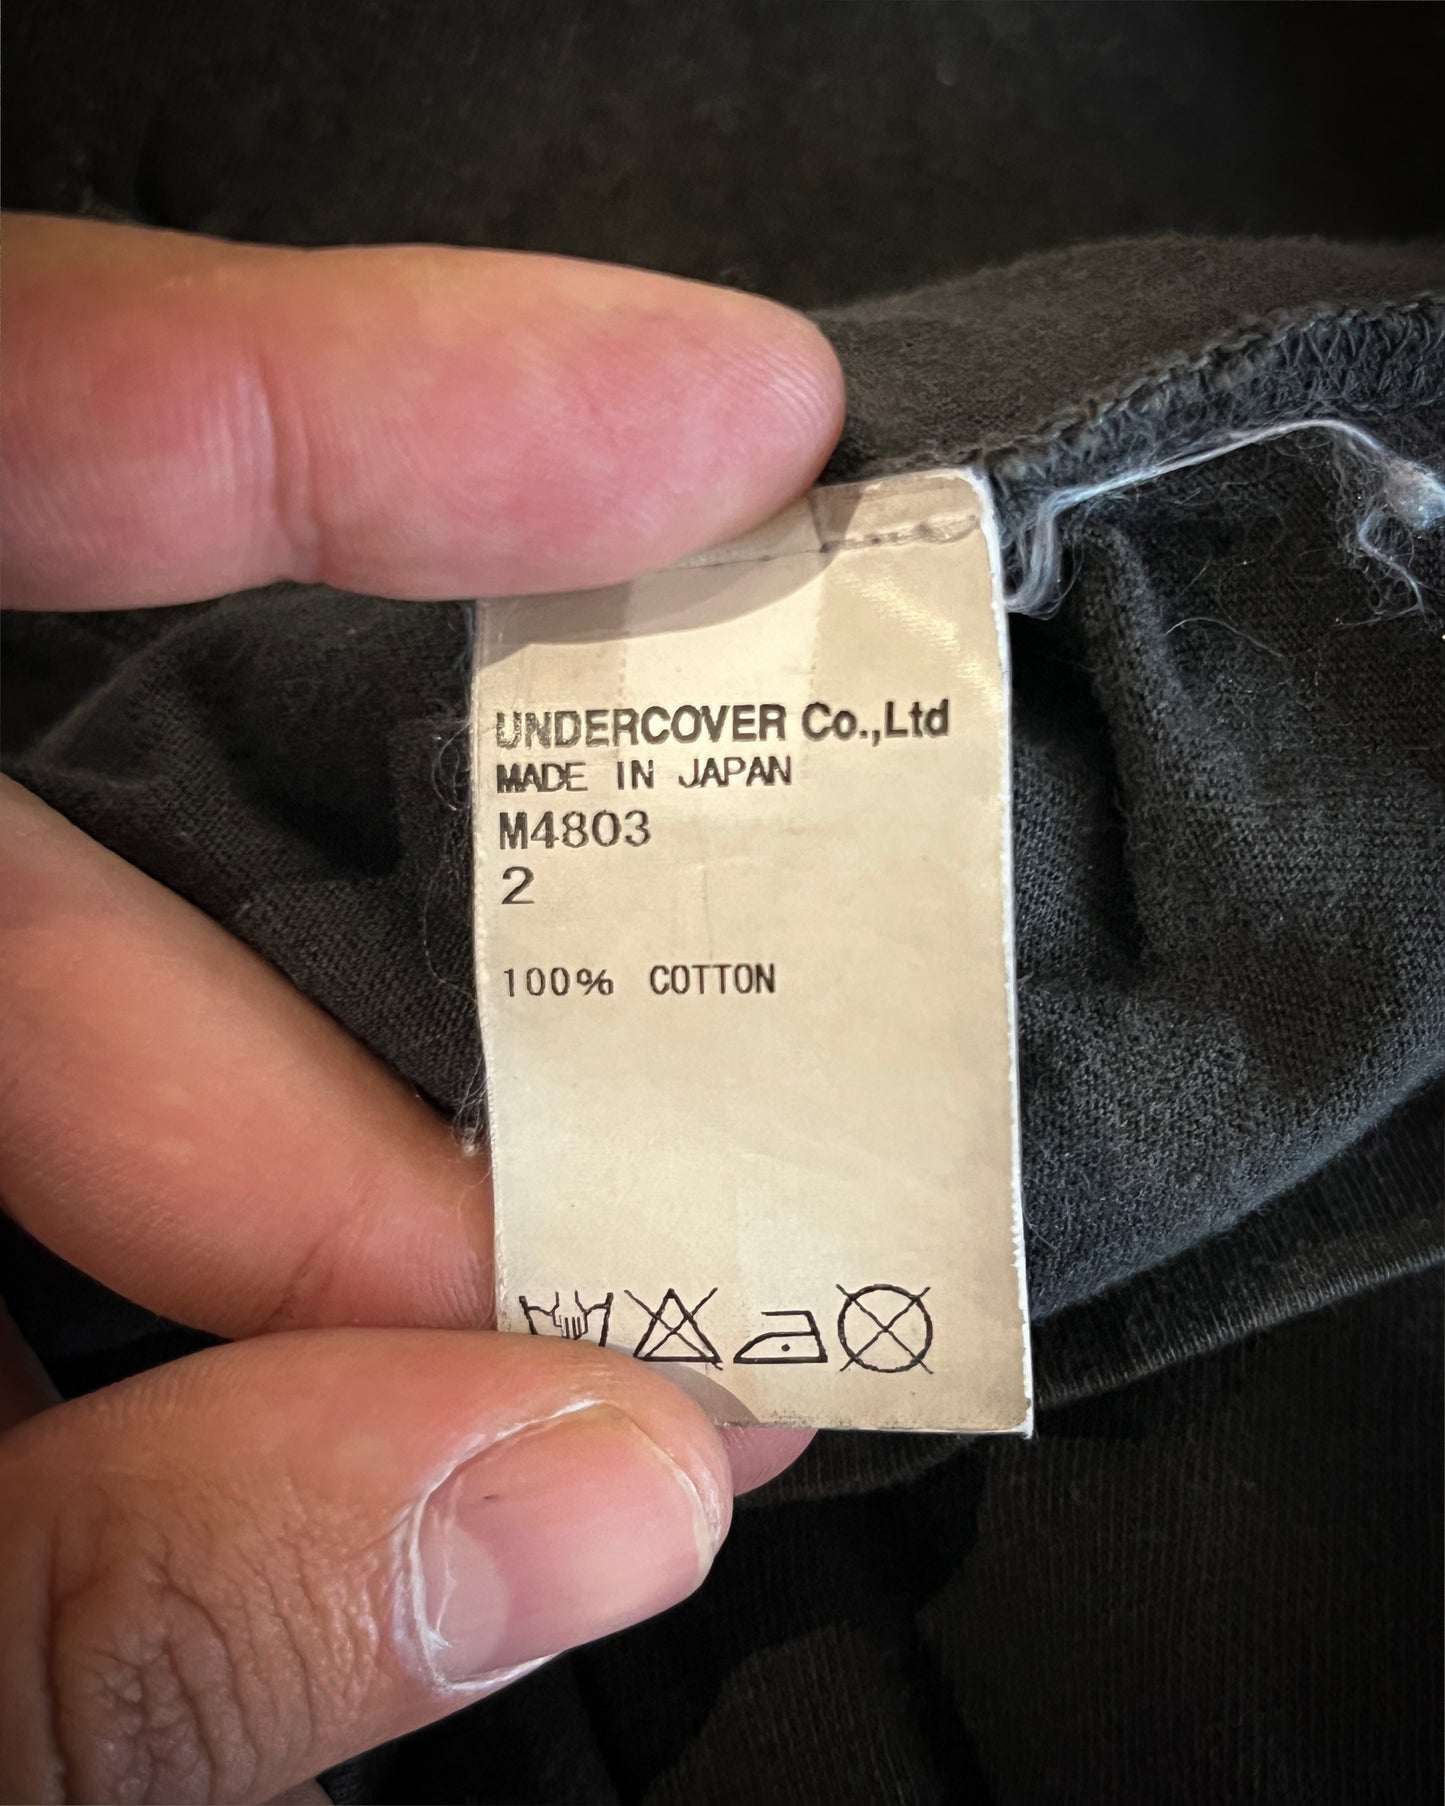 UNDERCOVER Co.,Ltd
MADE IN JAPAN
M4803
2
100% COTTON